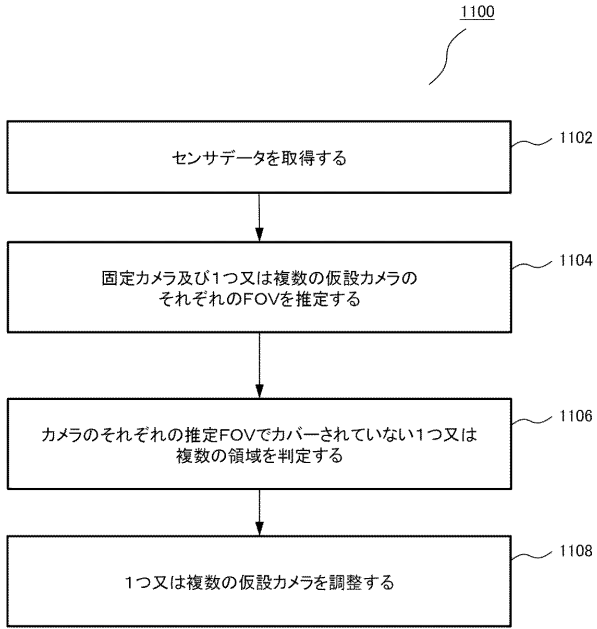 1100
センサデータを取得する
1102
固定カメラ及び１つ又は複数の仮設カメラの
それぞれのＦＯＶを推定する
1104
カメラのそれぞれの推定ＦＯＶでカバーされていない１つ又は
複数の領域を判定する
1106
１つ又は複数の仮設カメラを調整する
1108